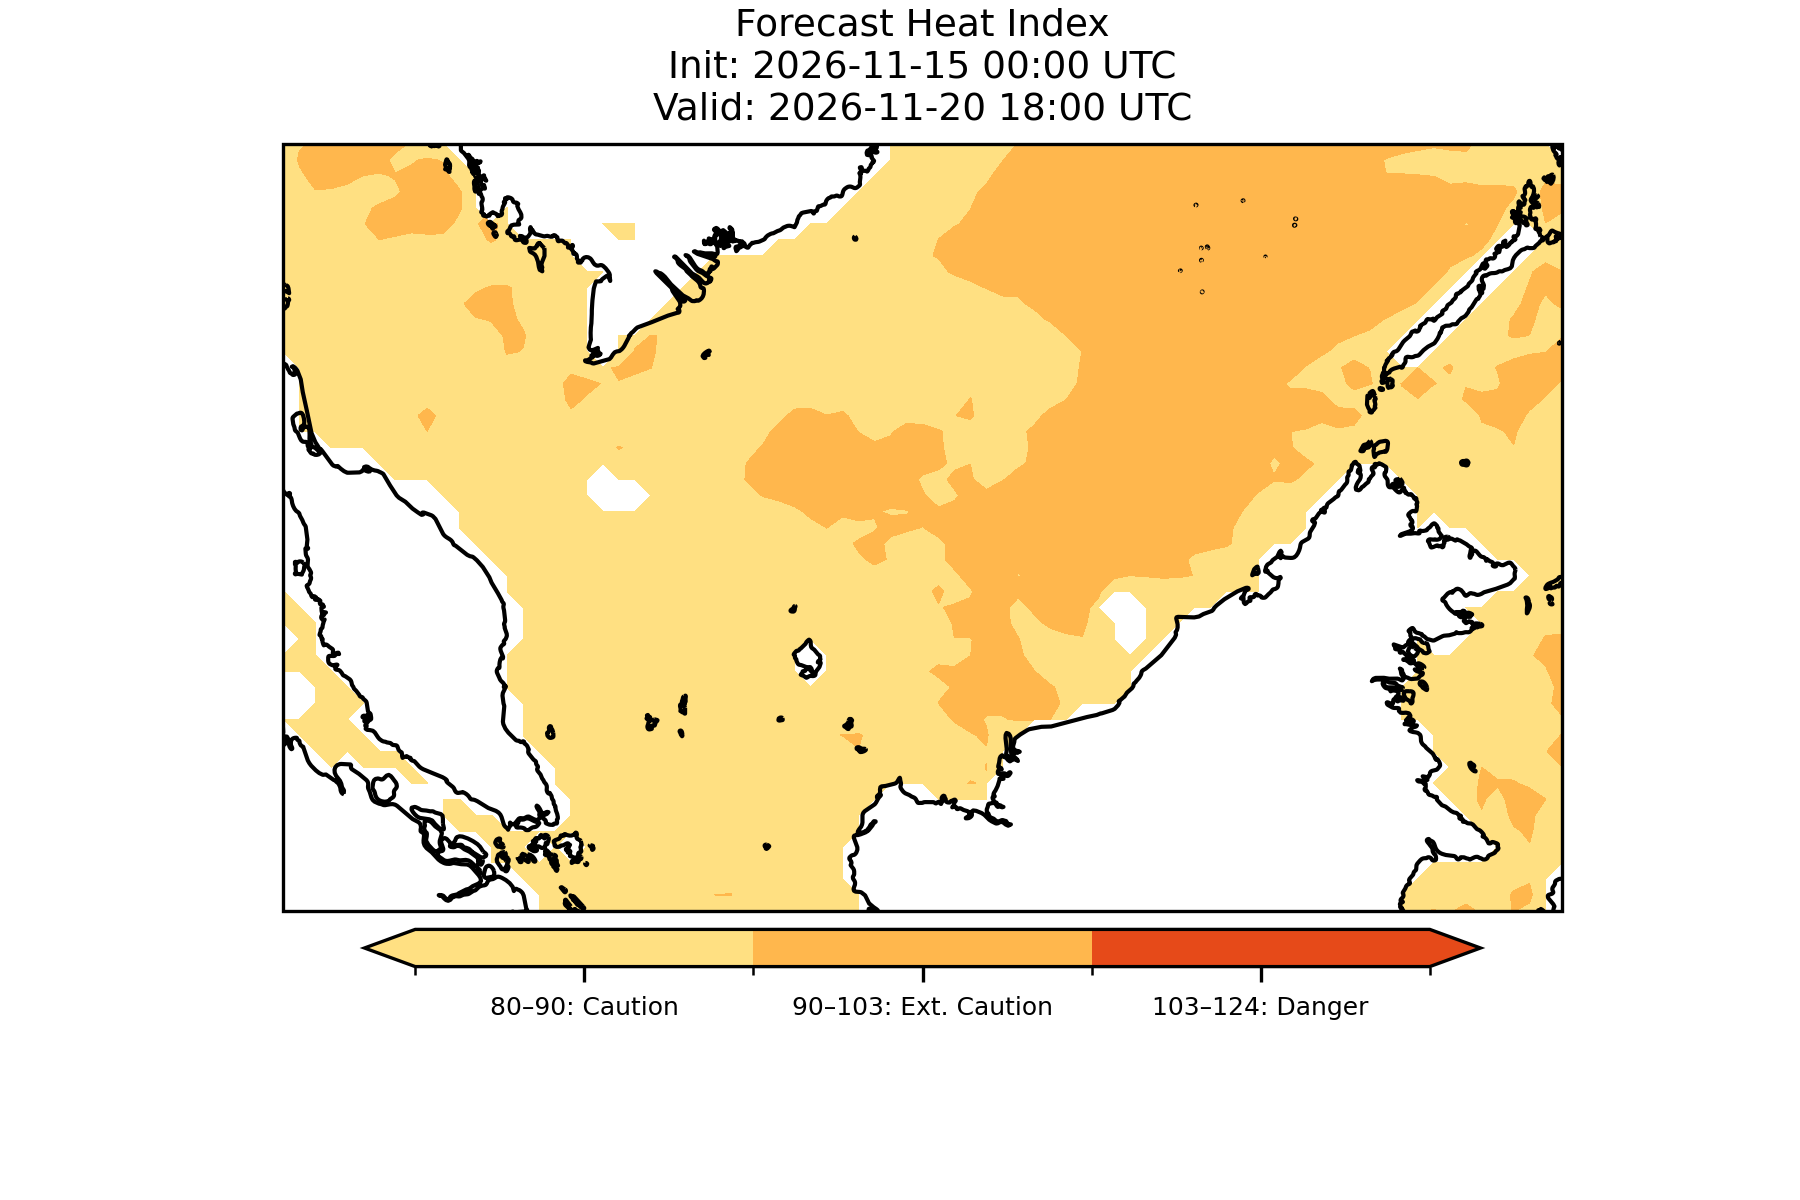 Forecast Heat Index
Init: 2026-11-15 00:00 UTC
Valid: 2026-11-20 18:00 UTC
80–90: Caution
90–103: Ext. Caution
103–124: Danger